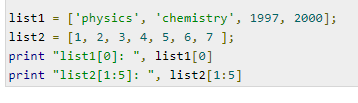 list1 = ['physics', 'chemistry', 1997, 2000];
list2 = [1, 2, 3, 4, 5, 6, 7 ];
print "list1[0]: ", list1[0]
print "list2[1:5]: ", list2[1:5]